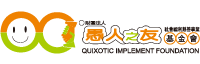 財團法人
愚人之友 社會福利慈善事業
基金會
QUIXOTIC IMPLEMENT FOUNDATION